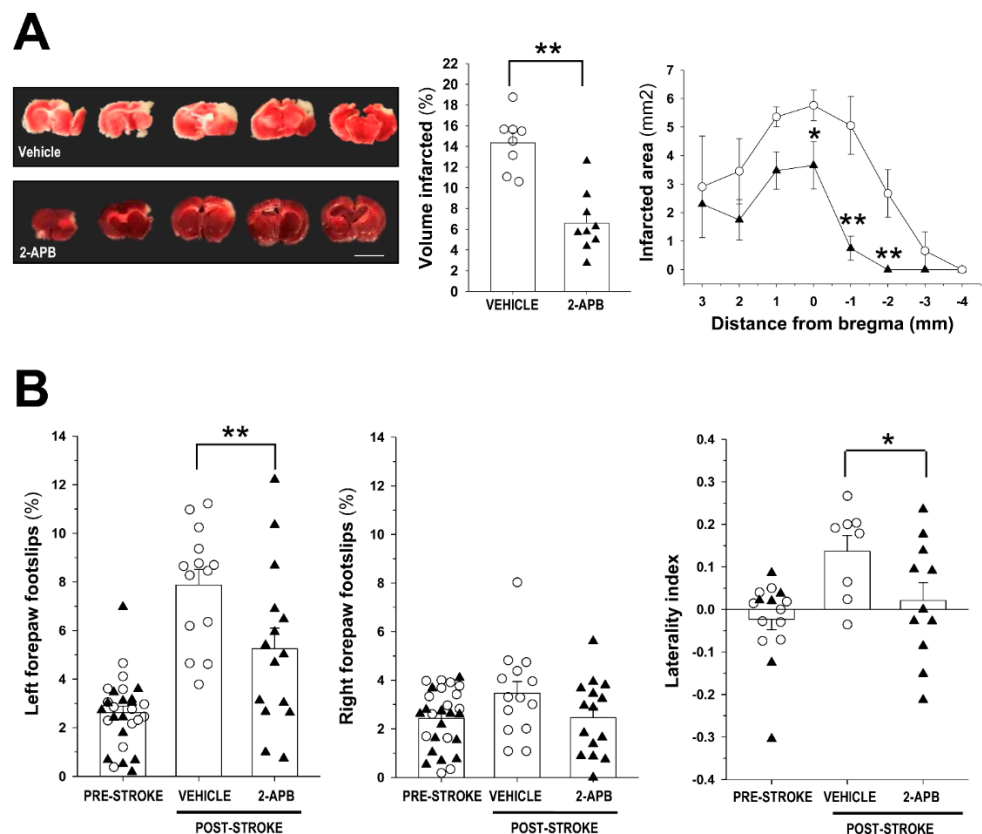 A
Vehicle
2-APB
Volume infarcted (%)
22
20
18
16
14
12
10
8
6
4
2
0
**
VEHICLE
2-APB
Infarcted area (mm2)
7
6
5
4
3
2
1
0
*
**
**
3 2 1 0 -1 -2 -3 -4
Distance from bregma (mm)
B
Left forepaw footslips (%)
14
12
10
8
6
4
2
0
**
PRE-STROKE VEHICLE 2-APB
POST-STROKE
Right forepaw footslips (%)
14
12
10
8
6
4
2
0
PRE-STROKE VEHICLE 2-APB
POST-STROKE
Laterality index
0.4
0.3
0.2
0.1
0.0
-0.1
-0.2
-0.3
-0.4
*
PRE-STROKE VEHICLE 2-APB
POST-STROKE